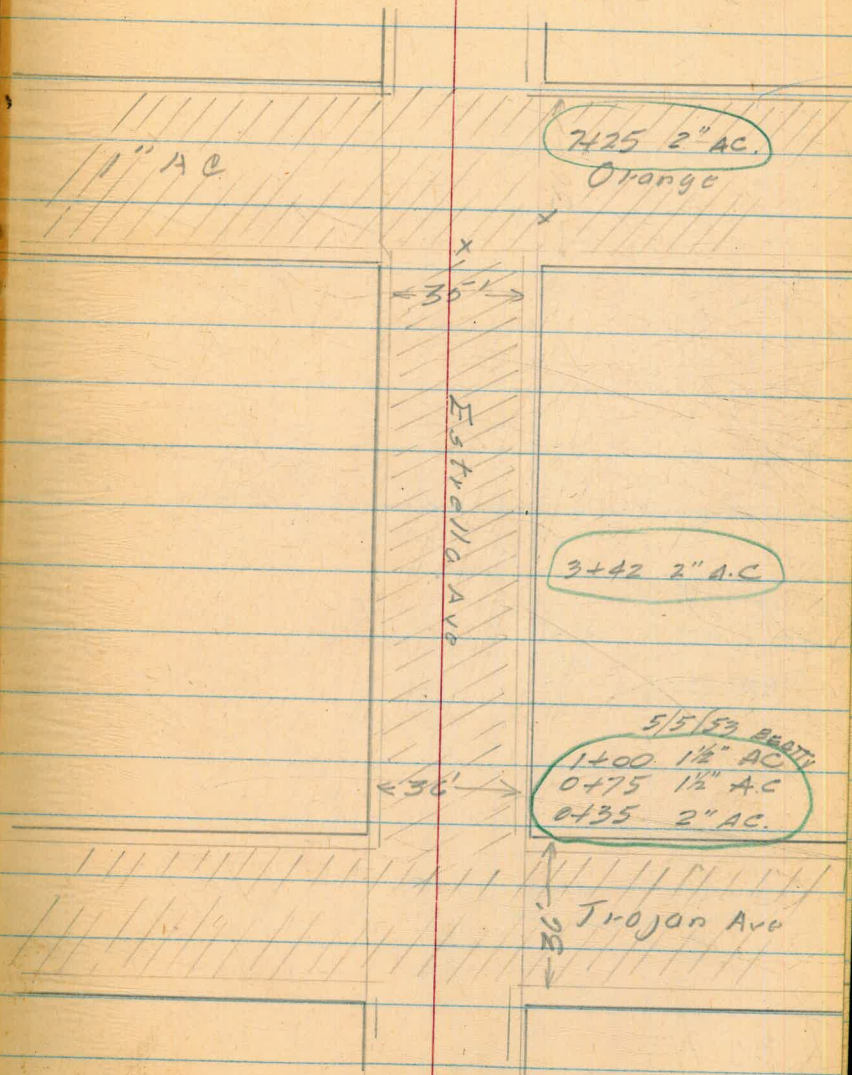 7+25 2" AC.
Orange
1" AC
x
x
35'
Estrella Ave
3+42 2" A.C
5/5/53 BEATTY
1+00 1½" AC
0+75 1½" A.C
0+35 2" AC.
36'
Trojan Ave